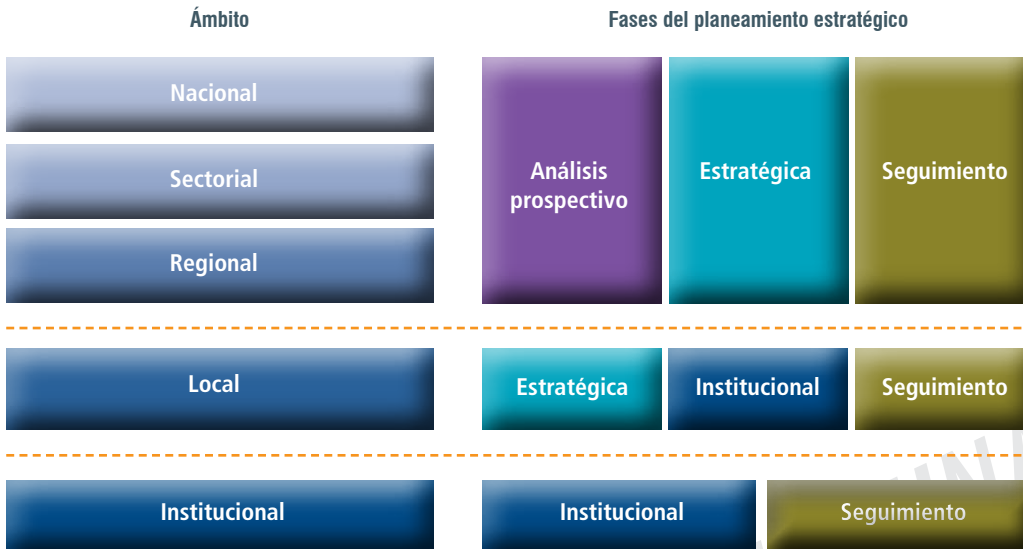 Ámbito
Fases del planeamiento estratégico
Nacional
Sectorial
Regional
Análisis
prospectivo
Estratégica
Seguimiento
Local
Estratégica
Institucional
Seguimiento
Institucional
Institucional
Seguimiento